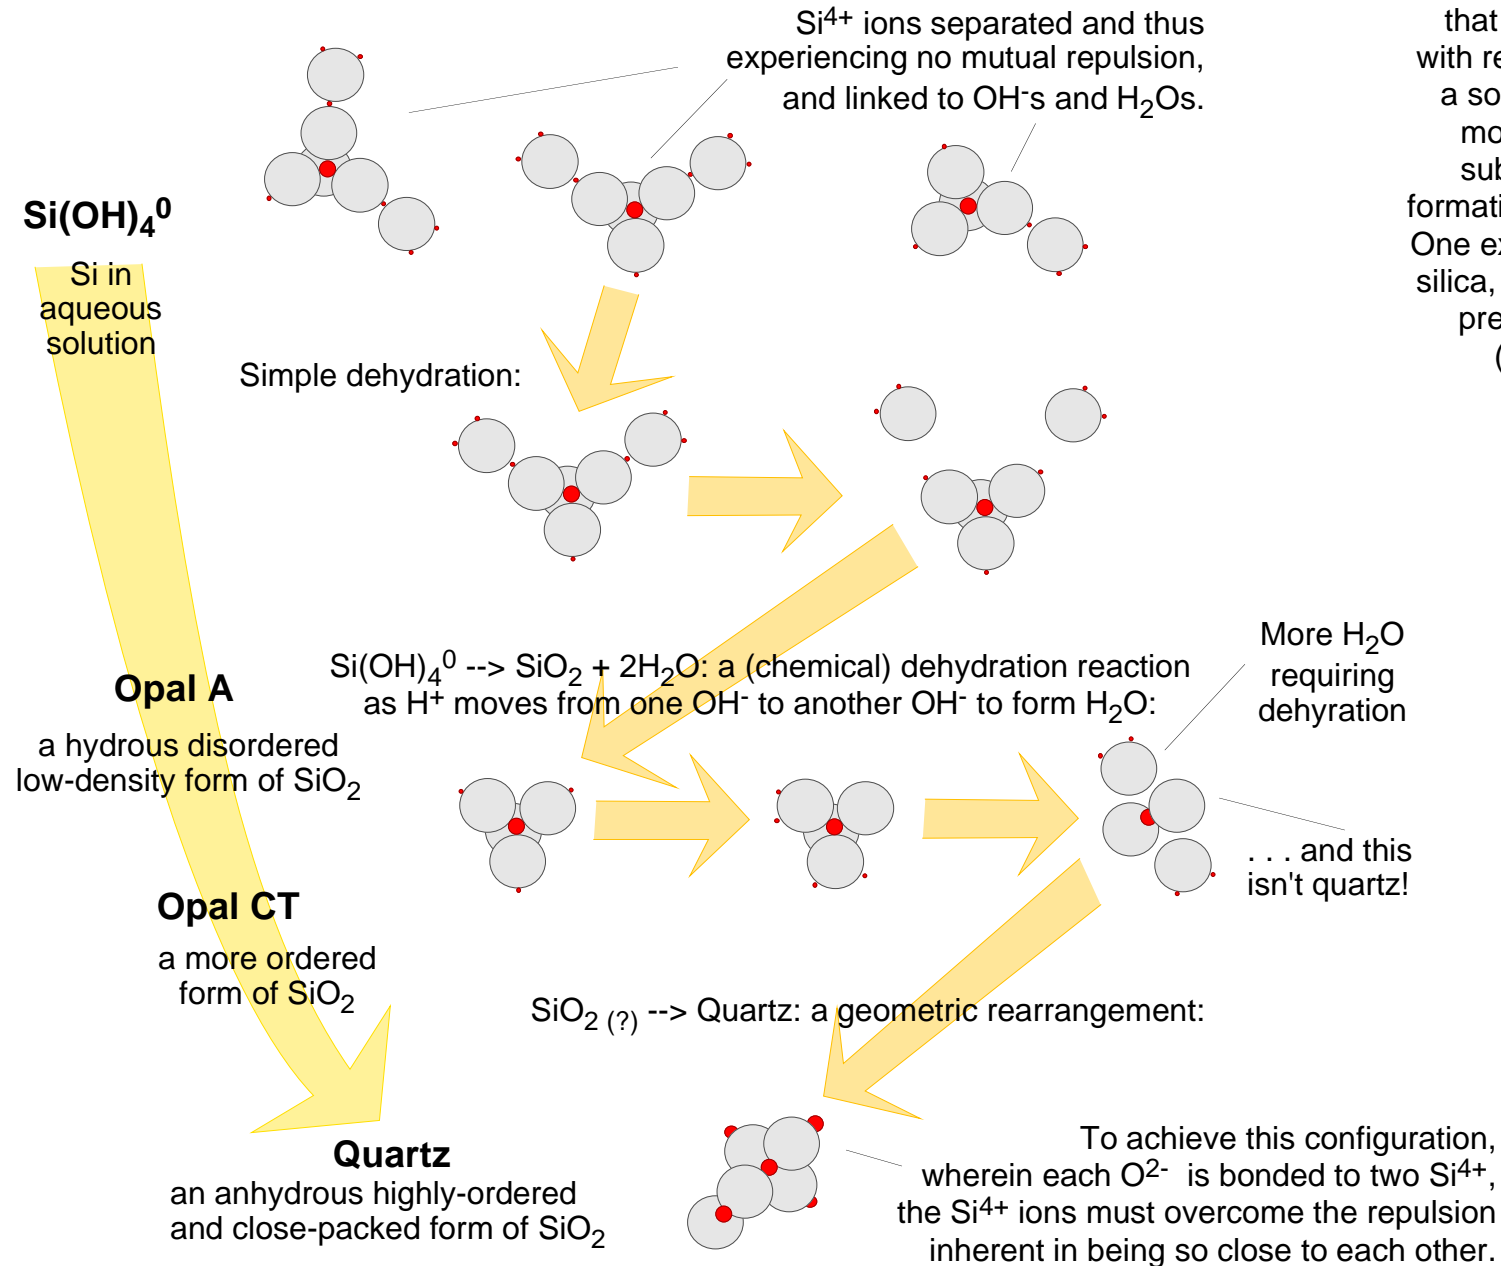 Si⁴⁺ ions separated and thus
experiencing no mutual repulsion,
and linked to OH⁻s and H₂Os.
that
with re
a so
mo
sub
formati
One ex
silica,
pre
(
Si(OH)₄⁰
Si in
aqueous
solution
Simple dehydration:
Si(OH)₄⁰ --> SiO₂ + 2H₂O: a (chemical) dehydration reaction
as H⁺ moves from one OH⁻ to another OH⁻ to form H₂O:
More H₂O
requiring
dehyration
Opal A
a hydrous disordered
low-density form of SiO₂
. . . and this
isn't quartz!
Opal CT
a more ordered
form of SiO₂
SiO₂ (?) --> Quartz: a geometric rearrangement:
Quartz
an anhydrous highly-ordered
and close-packed form of SiO₂
To achieve this configuration,
wherein each O²⁻ is bonded to two Si⁴⁺,
the Si⁴⁺ ions must overcome the repulsion
inherent in being so close to each other.